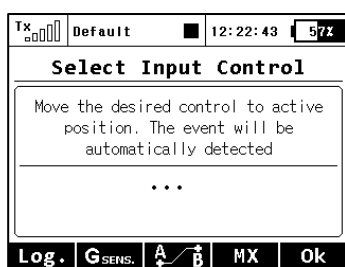 Tx Default 12:22:43 57%
Select Input Control
Move the desired control to active
position. The event will be
automatically detected
...
Log. GSENS. A B MX Ok